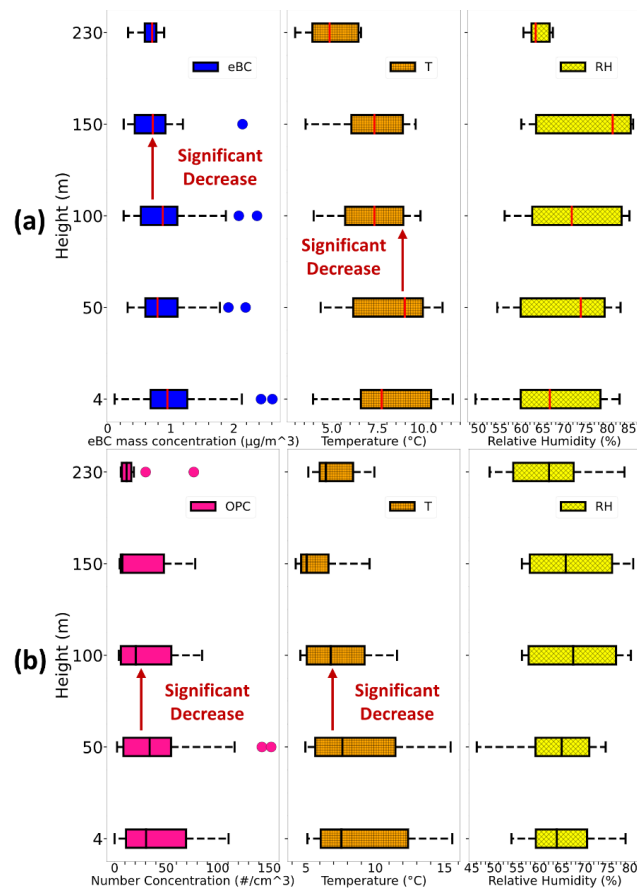 (a)
Height (m)
230
150
100
50
4
eBC
T
RH
Significant
Decrease
Significant
Decrease
0 1 2
5.0 7.5 10.0
50 55 60 65 70 75 80 85
eBC mass concentration (µg/m^3)
Temperature (°C)
Relative Humidity (%)
(b)
Height (m)
230
150
100
50
4
OPC
T
RH
Significant
Decrease
Significant
Decrease
0 50 100 150
5 10 15
45 50 55 60 65 70 75 80
Number Concentration (#/cm^3)
Temperature (°C)
Relative Humidity (%)